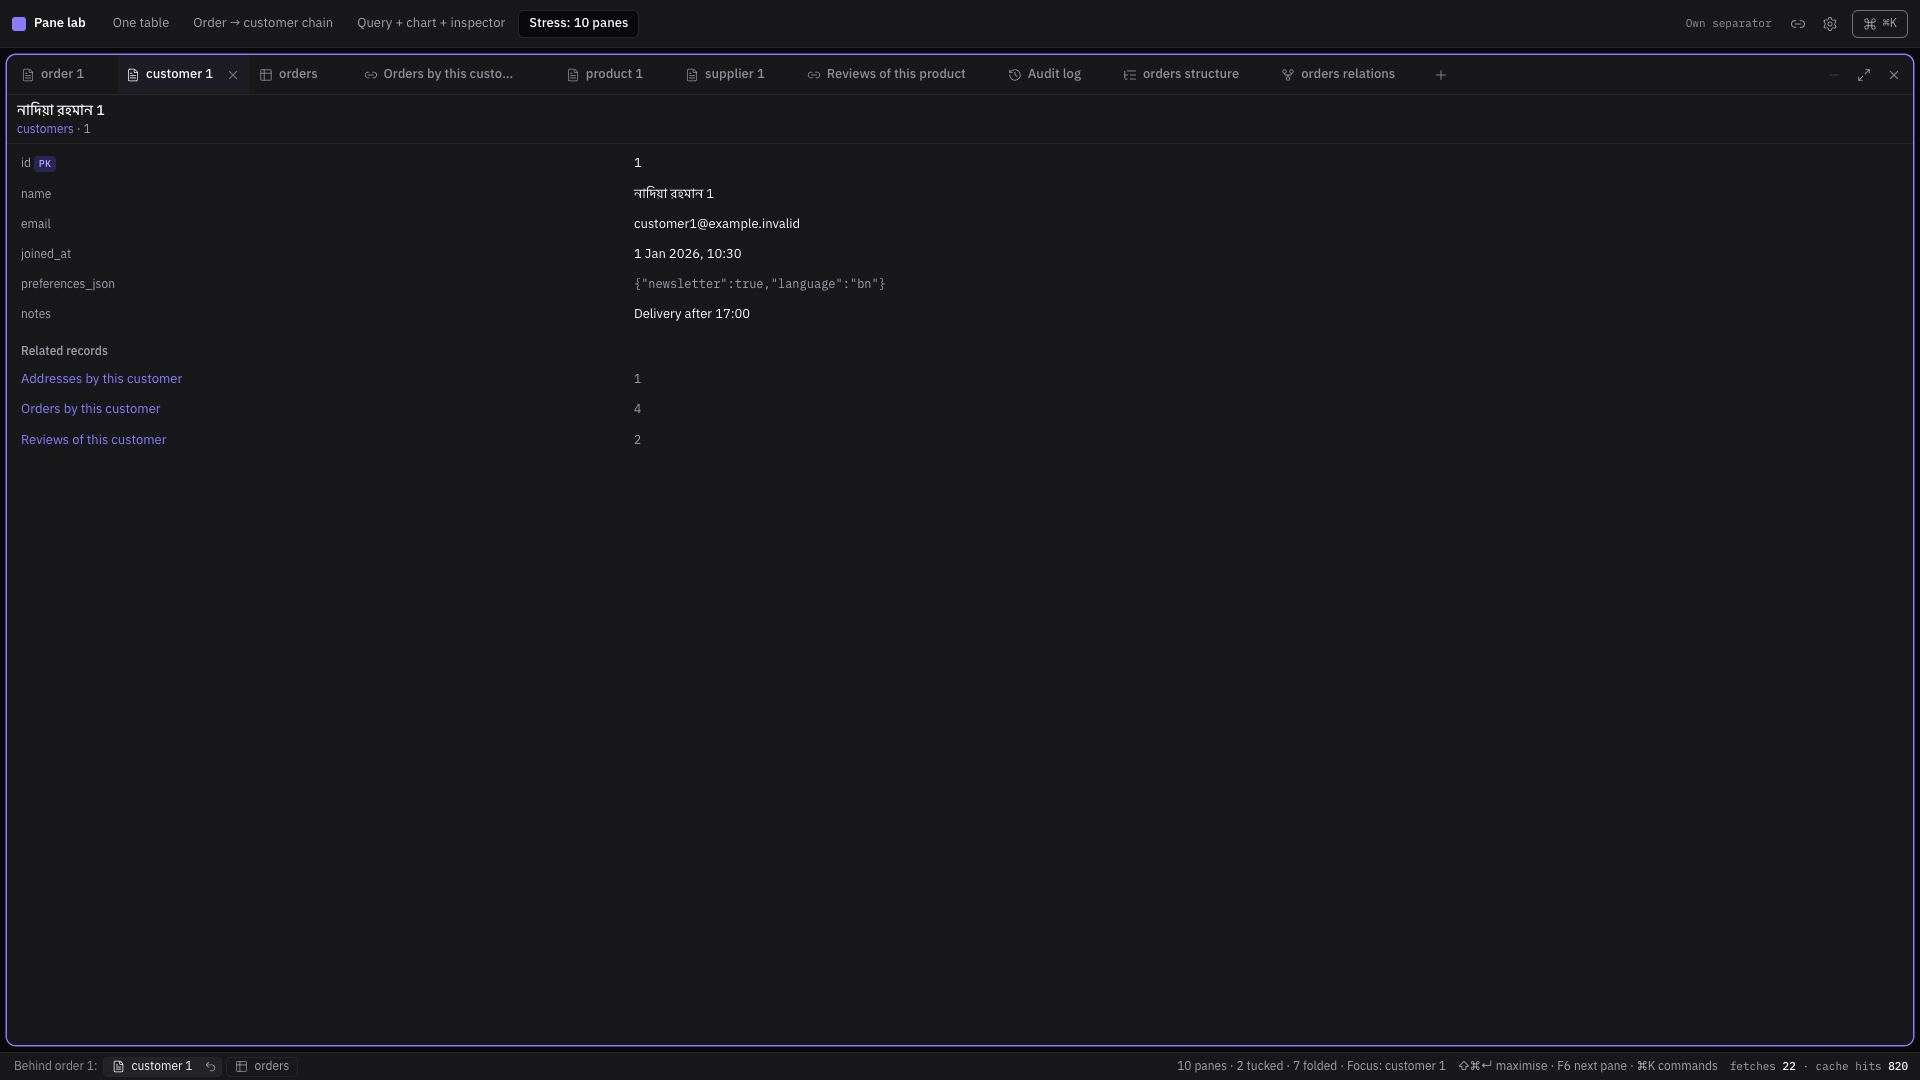 Pane lab One table Order → customer chain Query + chart + inspector Stress: 10 panes Own separator ⌘ ⌘K
order 1 customer 1 orders Orders by this custo... product 1 supplier 1 Reviews of this product Audit log orders structure orders relations
নাদিয়া রহমান 1
customers · 1
id PK 1
name নাদিয়া রহমান 1
email customer1@example.invalid
joined_at 1 Jan 2026, 10:30
preferences_json {"newsletter":true,"language":"bn"}
notes Delivery after 17:00
Related records
Addresses by this customer 1
Orders by this customer 4
Reviews of this customer 2
Behind order 1: customer 1 orders 10 panes · 2 tucked · 7 folded · Focus: customer 1 ⇧⌘↵ maximise · F6 next pane · ⌘K commands fetches 22 · cache hits 820